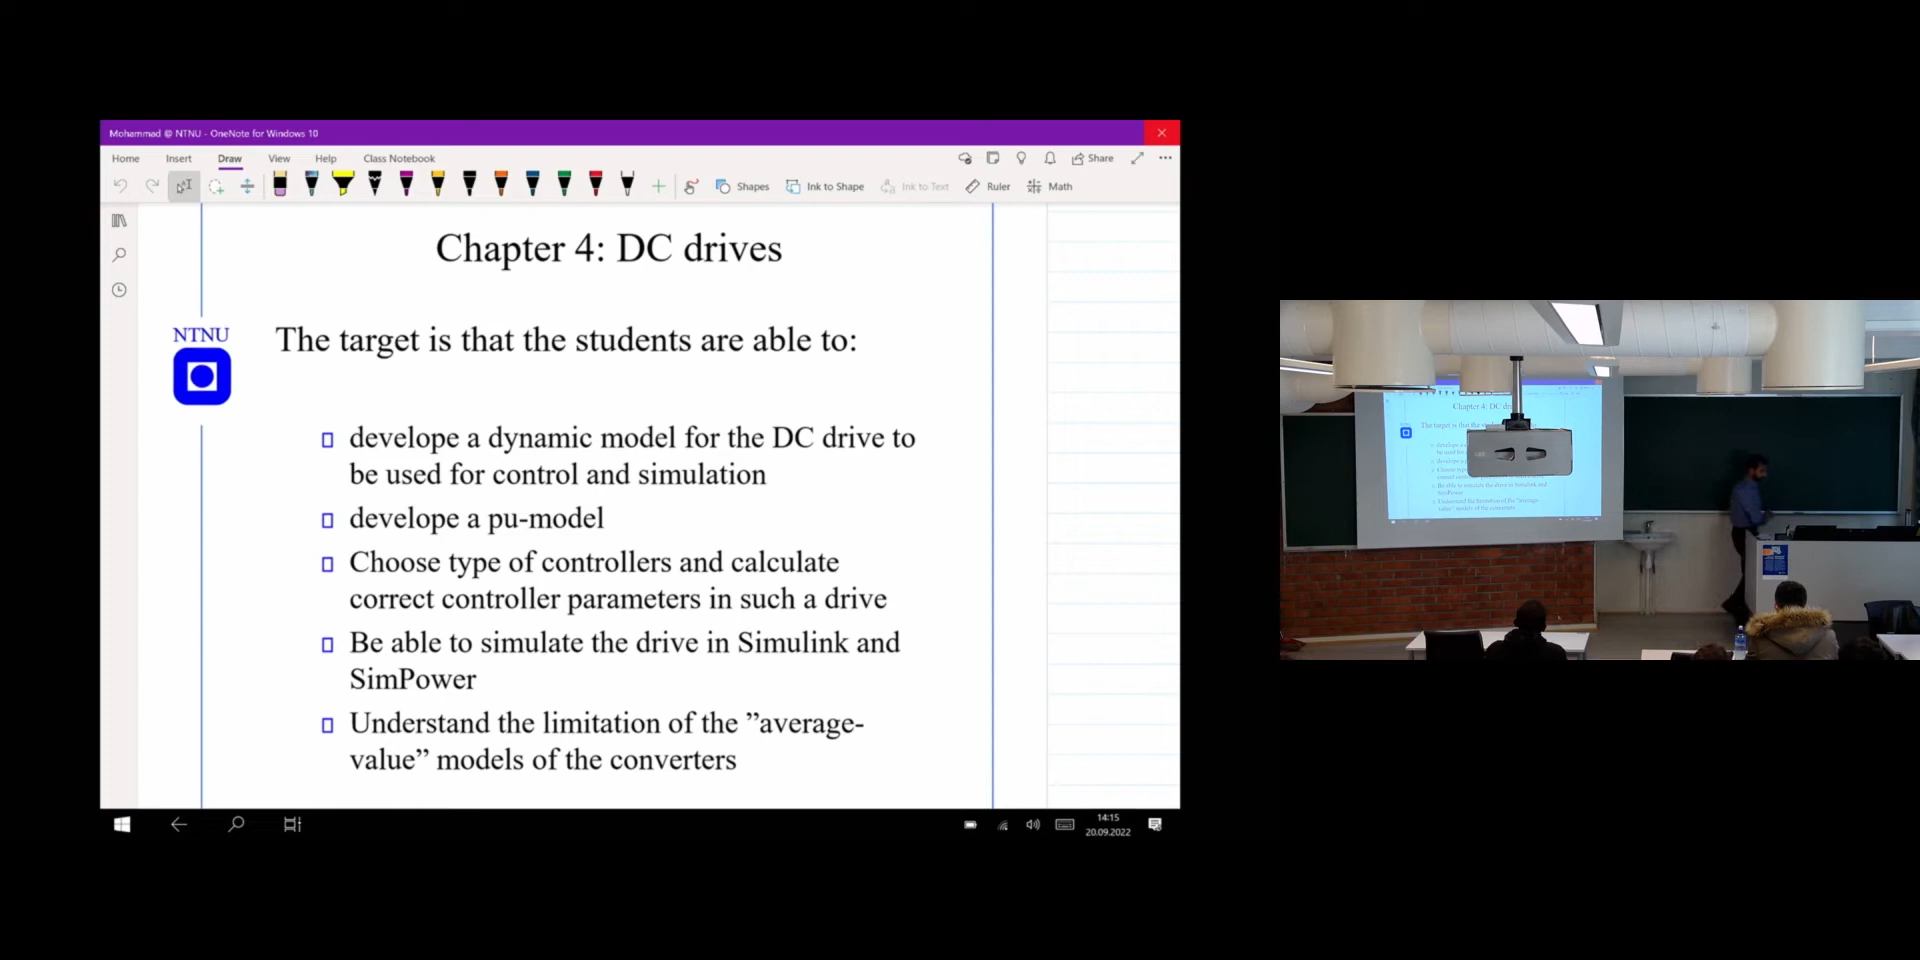 Mohammad @ NTNU - OneNote for Windows 10
Home Insert Draw View Help Class Notebook Share
Shapes Ink to Shape Ink to Text Ruler Math
Chapter 4: DC drives
NTNU
The target is that the students are able to:
develope a dynamic model for the DC drive to
be used for control and simulation
develope a pu-model
Choose type of controllers and calculate
correct controller parameters in such a drive
Be able to simulate the drive in Simulink and
SimPower
Understand the limitation of the ”average-
value” models of the converters
14:15
20.09.2022
Chapter 4: DC dri